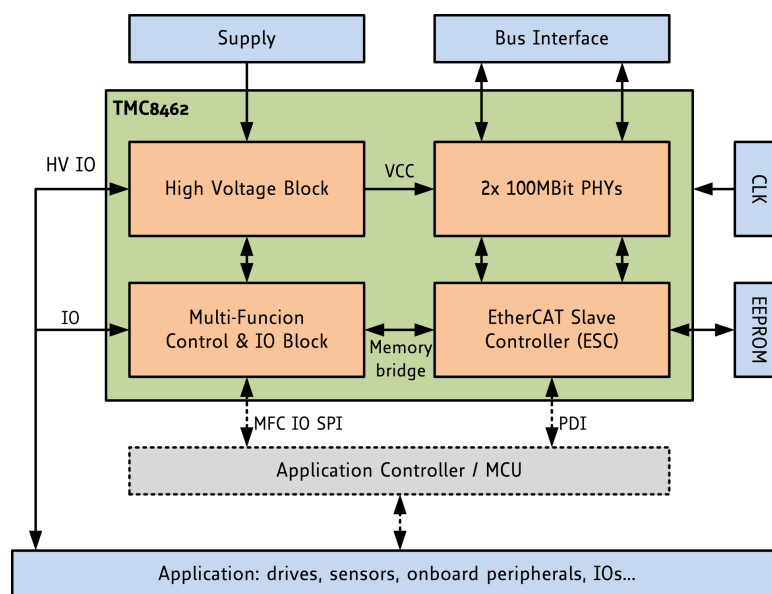 Supply
Bus Interface
TMC8462
HV IO
High Voltage Block
VCC
2x 100MBit PHYs
CLK
IO
Multi-Funcion
Control & IO Block
Memory
bridge
EtherCAT Slave
Controller (ESC)
EEPROM
MFC IO SPI
PDI
Application Controller / MCU
Application: drives, sensors, onboard peripherals, IOs...